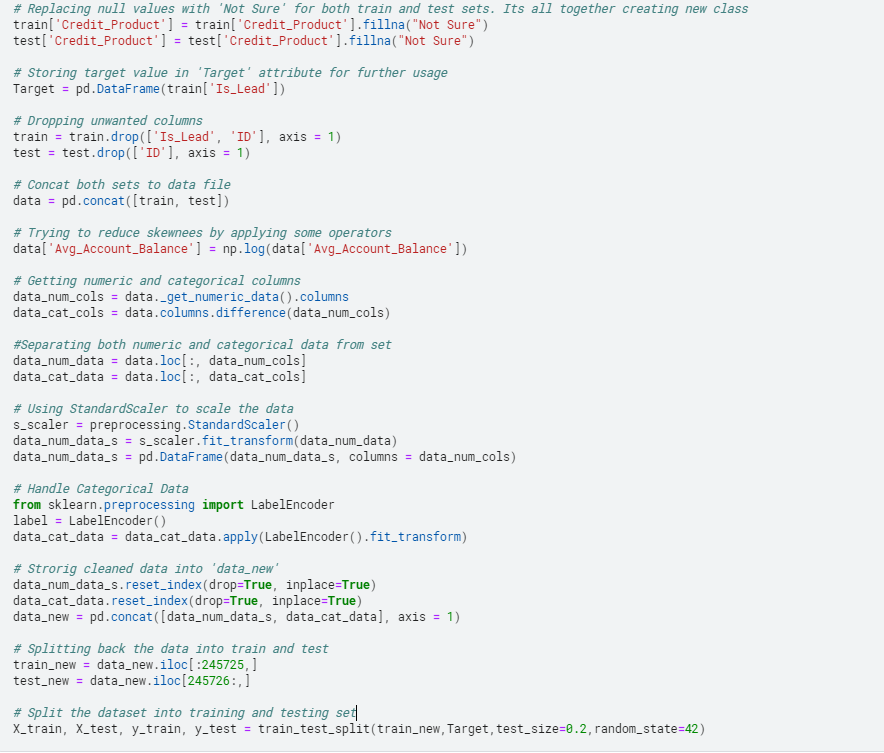 # Replacing null values with 'Not Sure' for both train and test sets. Its all together creating new class
train['Credit_Product'] = train['Credit_Product'].fillna("Not Sure")
test['Credit_Product'] = test['Credit_Product'].fillna("Not Sure")

# Storing target value in 'Target' attribute for further usage
Target = pd.DataFrame(train['Is_Lead'])

# Dropping unwanted columns
train = train.drop(['Is_Lead', 'ID'], axis = 1)
test = test.drop(['ID'], axis = 1)

# Concat both sets to data file
data = pd.concat([train, test])

# Trying to reduce skewnees by applying some operators
data['Avg_Account_Balance'] = np.log(data['Avg_Account_Balance'])

# Getting numeric and categorical columns
data_num_cols = data._get_numeric_data().columns
data_cat_cols = data.columns.difference(data_num_cols)

#Separating both numeric and categorical data from set
data_num_data = data.loc[:, data_num_cols]
data_cat_data = data.loc[:, data_cat_cols]

# Using StandardScaler to scale the data
s_scaler = preprocessing.StandardScaler()
data_num_data_s = s_scaler.fit_transform(data_num_data)
data_num_data_s = pd.DataFrame(data_num_data_s, columns = data_num_cols)

# Handle Categorical Data
from sklearn.preprocessing import LabelEncoder
label = LabelEncoder()
data_cat_data = data_cat_data.apply(LabelEncoder().fit_transform)

# Strorig cleaned data into 'data_new'
data_num_data_s.reset_index(drop=True, inplace=True)
data_cat_data.reset_index(drop=True, inplace=True)
data_new = pd.concat([data_num_data_s, data_cat_data], axis = 1)

# Splitting back the data into train and test
train_new = data_new.iloc[:245725,]
test_new = data_new.iloc[245726:,]

# Split the dataset into training and testing set
X_train, X_test, y_train, y_test = train_test_split(train_new,Target,test_size=0.2,random_state=42)